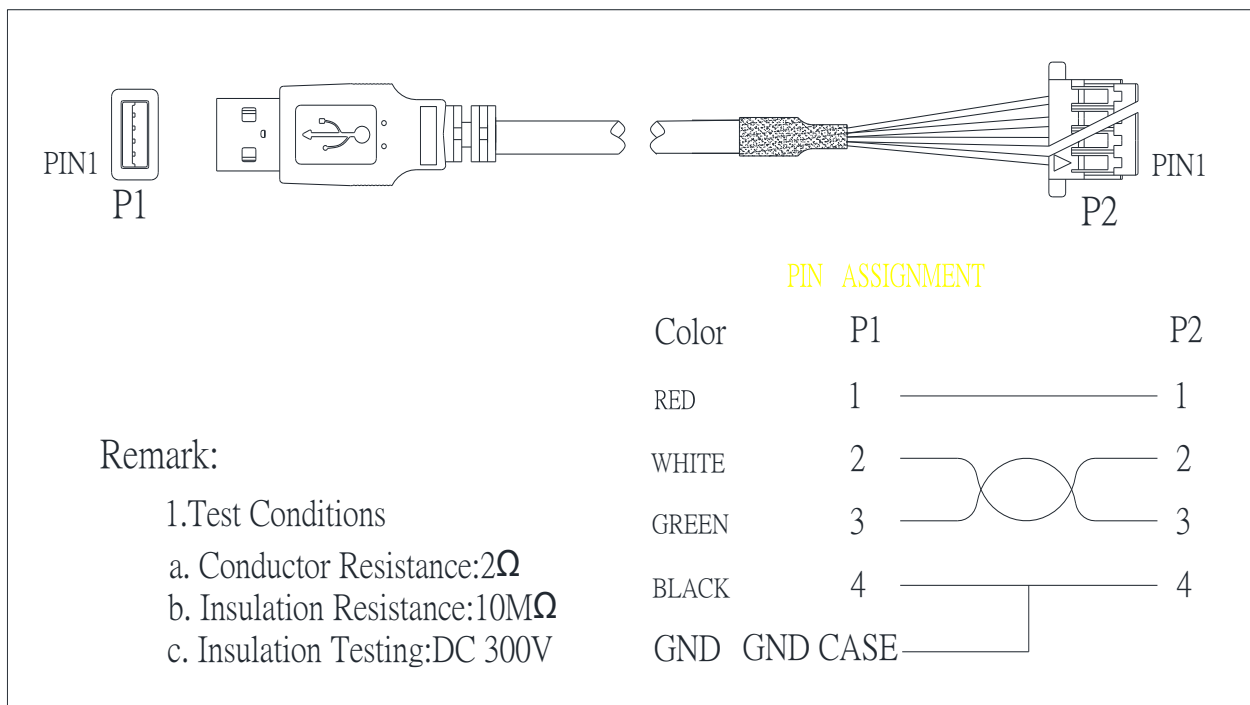 PIN1
P1
PIN1
P2
PIN ASSIGNMENT
Color P1 P2
RED 1 1
WHITE 2 2
GREEN 3 3
BLACK 4 4
GND GND CASE
Remark:
1.Test Conditions
a. Conductor Resistance:2Ω
b. Insulation Resistance:10MΩ
c. Insulation Testing:DC 300V